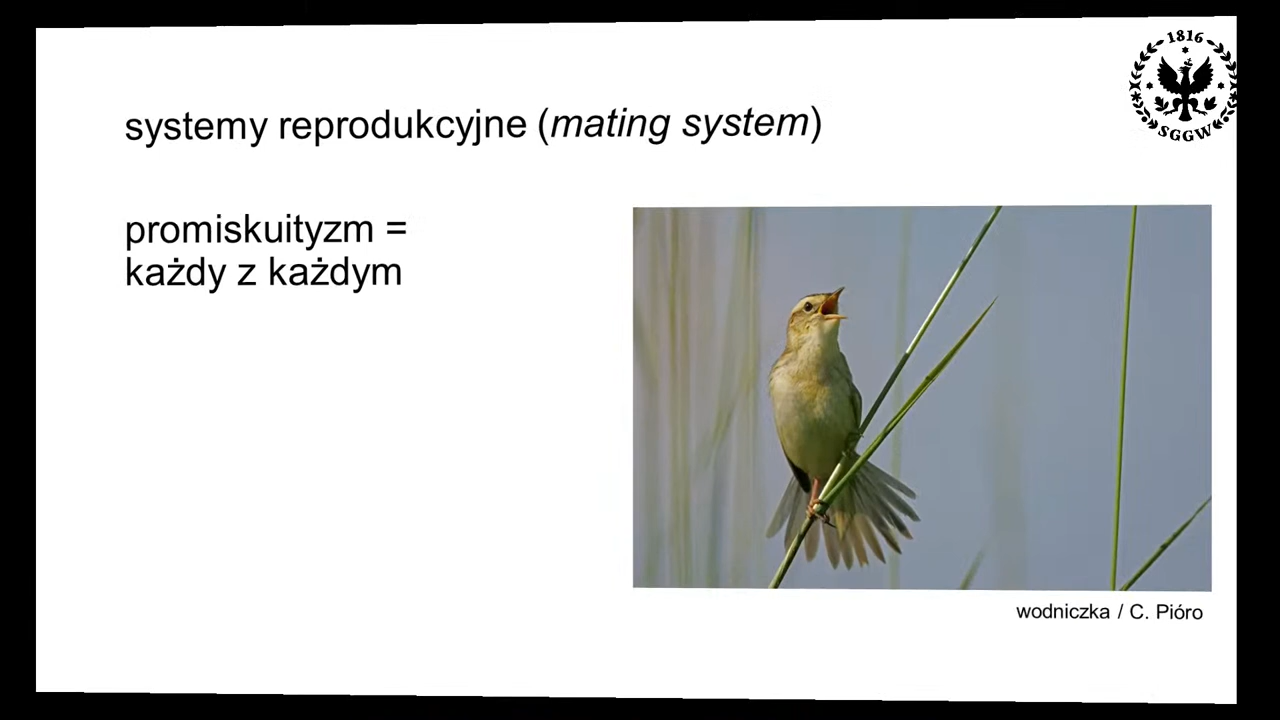 1816
SGGW
systemy reprodukcyjne (mating system)
promiskuityzm =
każdy z każdym
wodniczka / C. Pióro